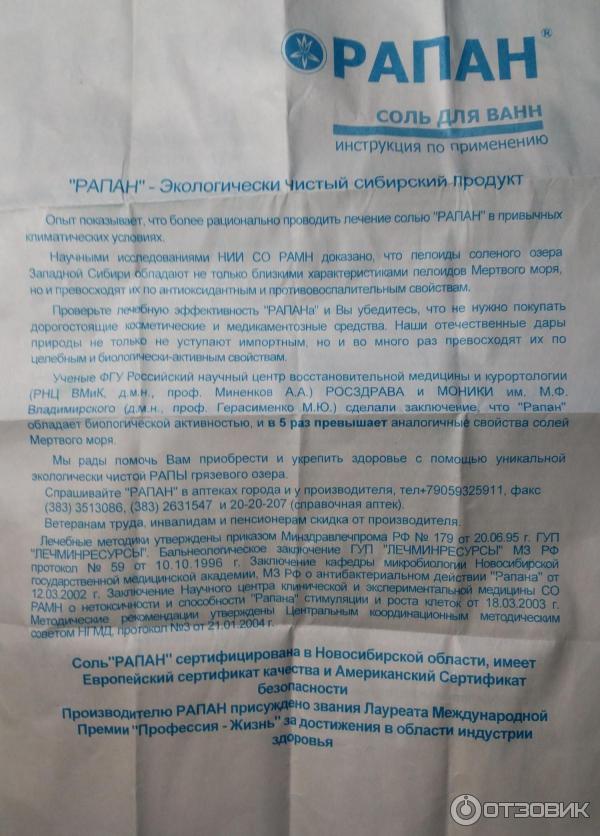 РАПАН®
СОЛЬ ДЛЯ ВАНН
инструкция по применению
"РАПАН" - Экологически Чистый сибирский продукт
Опыт показывает, что более рационально проводить лечение солью "РАПАН" в привычных
климатических условиях.
Научными исследованиями НИИ СО РАМН доказано, что пелоиды соленого озера
Западной Сибири обладают не только близкими характеристиками пелоидов Мертвого моря,
но и превосходят их по антиоксидантным и противовоспалительным свойствам.
Проверьте лечебную эффективность "РАПАНа" и Вы убедитесь, что не нужно покупать
дорогостоящие косметические и медикаментозные средства. Наши отечественные дары
природы не только не уступают импортным, но и во много раз превосходят их по
целебным и биологически-активным свойствам.
Ученые ФГУ Российский научный центр восстановительной медицины и курортологии
(РНЦ ВМиК, д.м.н., проф. Миненков А.А.) РОСЗДРАВА и МОНИКИ им. М.Ф.
Владимирского (д.м.н., проф. Герасименко М.Ю.) сделали заключение, что "Рапан"
обладает биологической активностью, и в 5 раз превышает аналогичные свойства солей
Мертвого моря.
Мы рады помочь Вам приобрести и укрепить здоровье с помощью уникальной
экологически чистой РАПЫ грязевого озера.
Спрашивайте "РАПАН" в аптеках города и у производителя, тел+79059325911, факс
(383) 3513086, (383) 2631547 и 20-20-207 (справочная аптек).
Ветеранам труда, инвалидам и пенсионерам скидка от производителя.
Лечебные методики утверждены приказом Минздравлечпрома РФ № 179 от 20.06.95 г. ГУП
"ЛЕЧМИНРЕСУРСЫ". Бальнеологическое заключение ГУП "ЛЕЧМИНРЕСУРСЫ" МЗ РФ
протокол № 59 от 10.10.1996 г. Заключение кафедры микробиологии Новосибирской
государственной медицинской академии, МЗ РФ о антибактериальном действии "Рапана" от
12.03.2002 г. Заключение Научного центра клинической и экспериментальной медицины СО
РАМН о нетоксичности и способности "Рапана" стимуляции и роста клеток от 18.03.2003 г.
Методические рекомендации утверждены Центральным координационным методическим
советом НГМД, протокол №3 от 21.01.2004 г.
Соль"РАПАН" сертифицирована в Новосибирской области, имеет
Европейский сертификат качества и Американский Сертификат
безопасности
Производителю РАПАН присуждено звания Лауреата Международной
Премии "Профессия - Жизнь" за достижения в области индустрии
здоровья
ОТЗОВИК